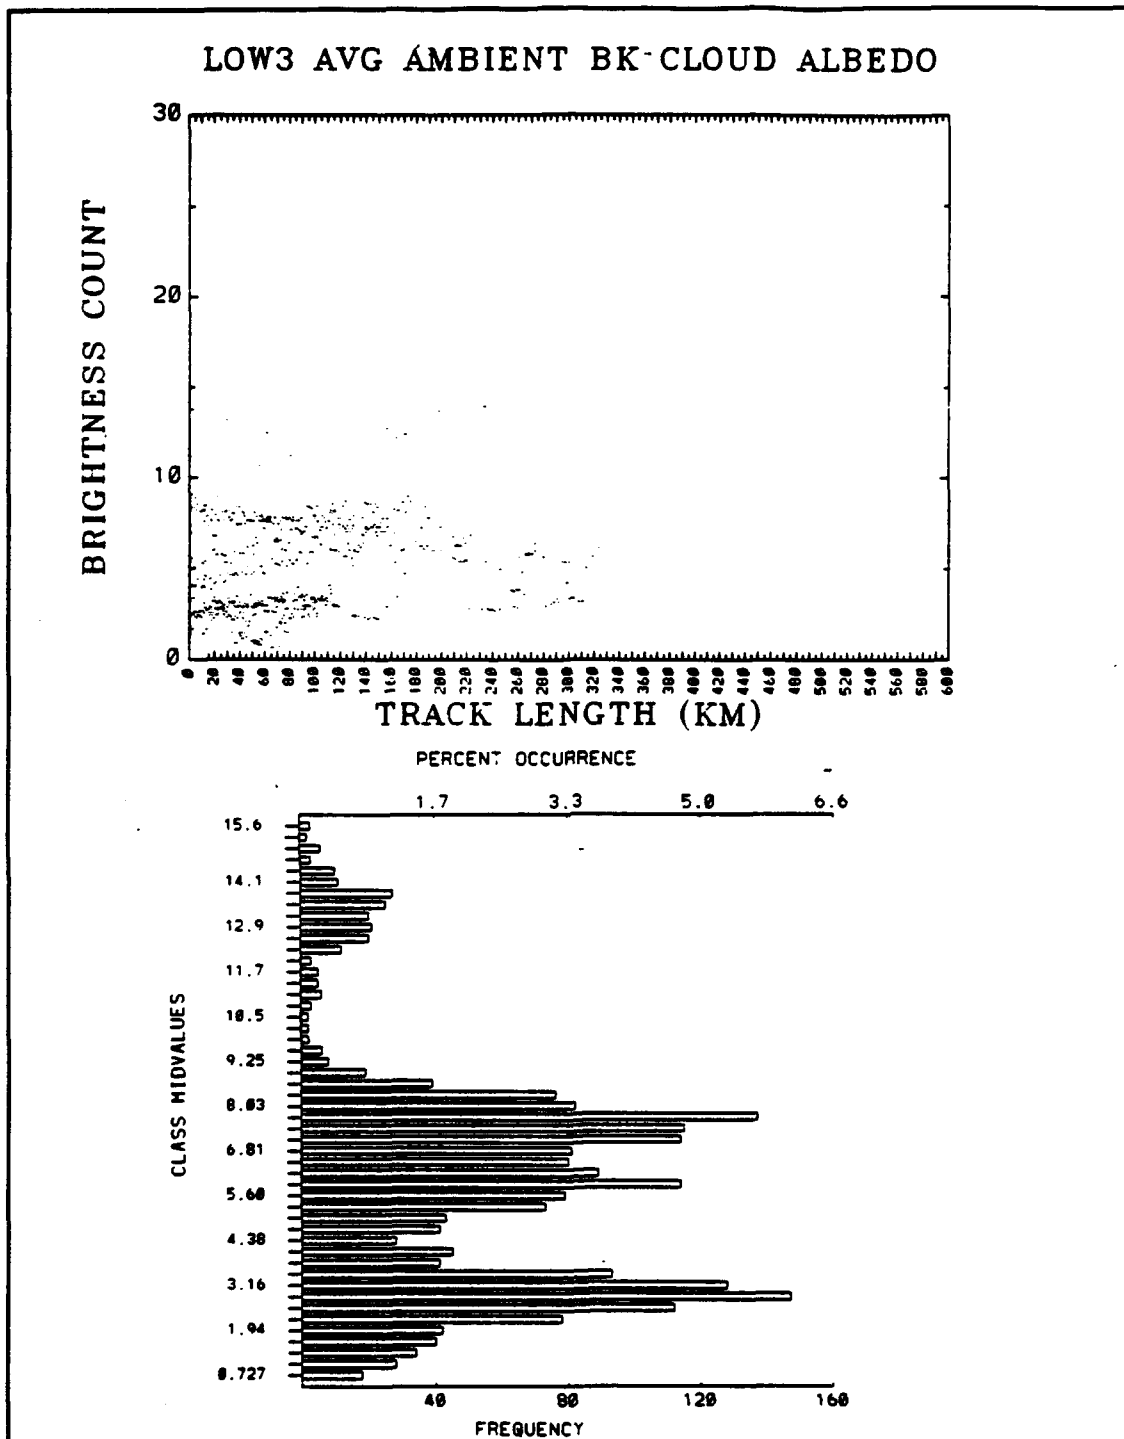 LOW3 AVG AMBIENT BK-CLOUD ALBEDO
30
20
10
0
BRIGHTNESS COUNT
0 20 40 60 80 100 120 140 160 180 200 220 240 260 280 300 320 340 360 380 400 420 440 460 480 500 520 540 560 580 600
TRACK LENGTH (KM)
PERCENT OCCURRENCE
1.7 3.3 5.0 6.6
15.6
14.1
12.9
11.7
10.5
9.25
8.03
6.81
5.60
4.38
3.16
1.94
0.727
CLASS MIDVALUES
40 80 120 160
FREQUENCY